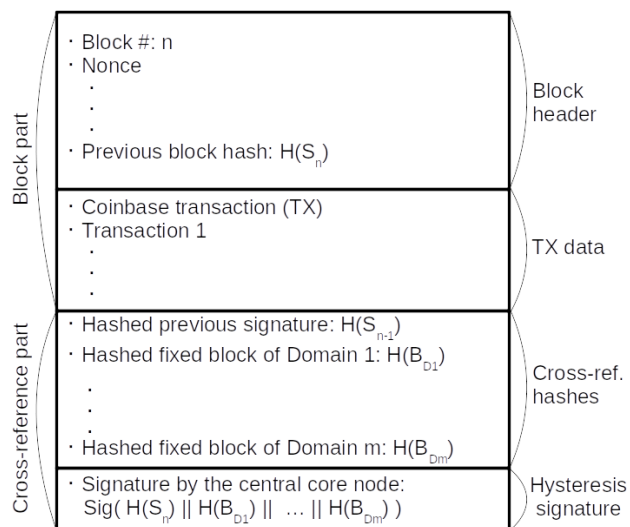 Block part
· Block #: n
· Nonce
.
.
.
· Previous block hash: H(Sn)
Block
header
· Coinbase transaction (TX)
· Transaction 1
.
.
.
TX data
Cross-reference part
· Hashed previous signature: H(Sn-1)
· Hashed fixed block of Domain 1: H(BD1)
.
.
.
· Hashed fixed block of Domain m: H(BDm)
Cross-ref.
hashes
· Signature by the central core node:
Sig( H(Sn) || H(BD1) || ... || H(BDm) )
Hysteresis
signature